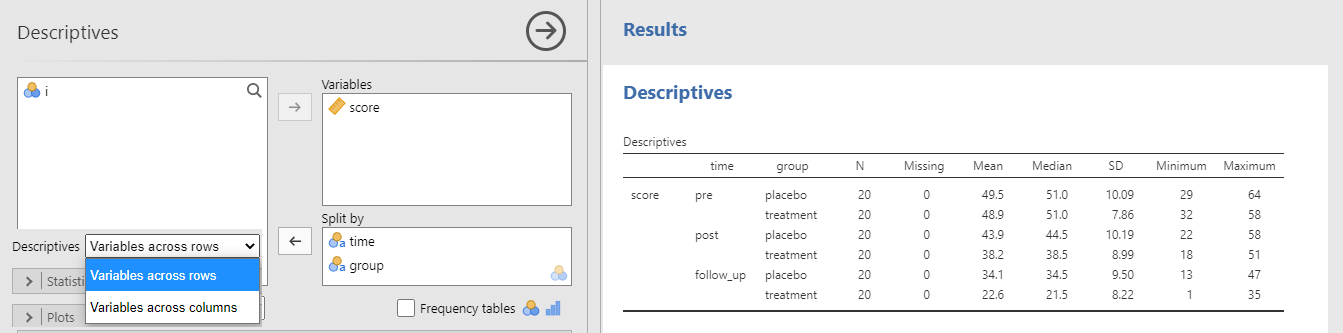 Descriptives
i
Variables
score
Split by
time
group
Descriptives Variables across rows
Variables across rows
Variables across columns
Statisti
Plots
Frequency tables
Results
Descriptives
Descriptives
time group N Missing Mean Median SD Minimum Maximum
score pre placebo 20 0 49.5 51.0 10.09 29 64
treatment 20 0 48.9 51.0 7.86 32 58
post placebo 20 0 43.9 44.5 10.19 22 58
treatment 20 0 38.2 38.5 8.99 18 51
follow_up placebo 20 0 34.1 34.5 9.50 13 47
treatment 20 0 22.6 21.5 8.22 1 35